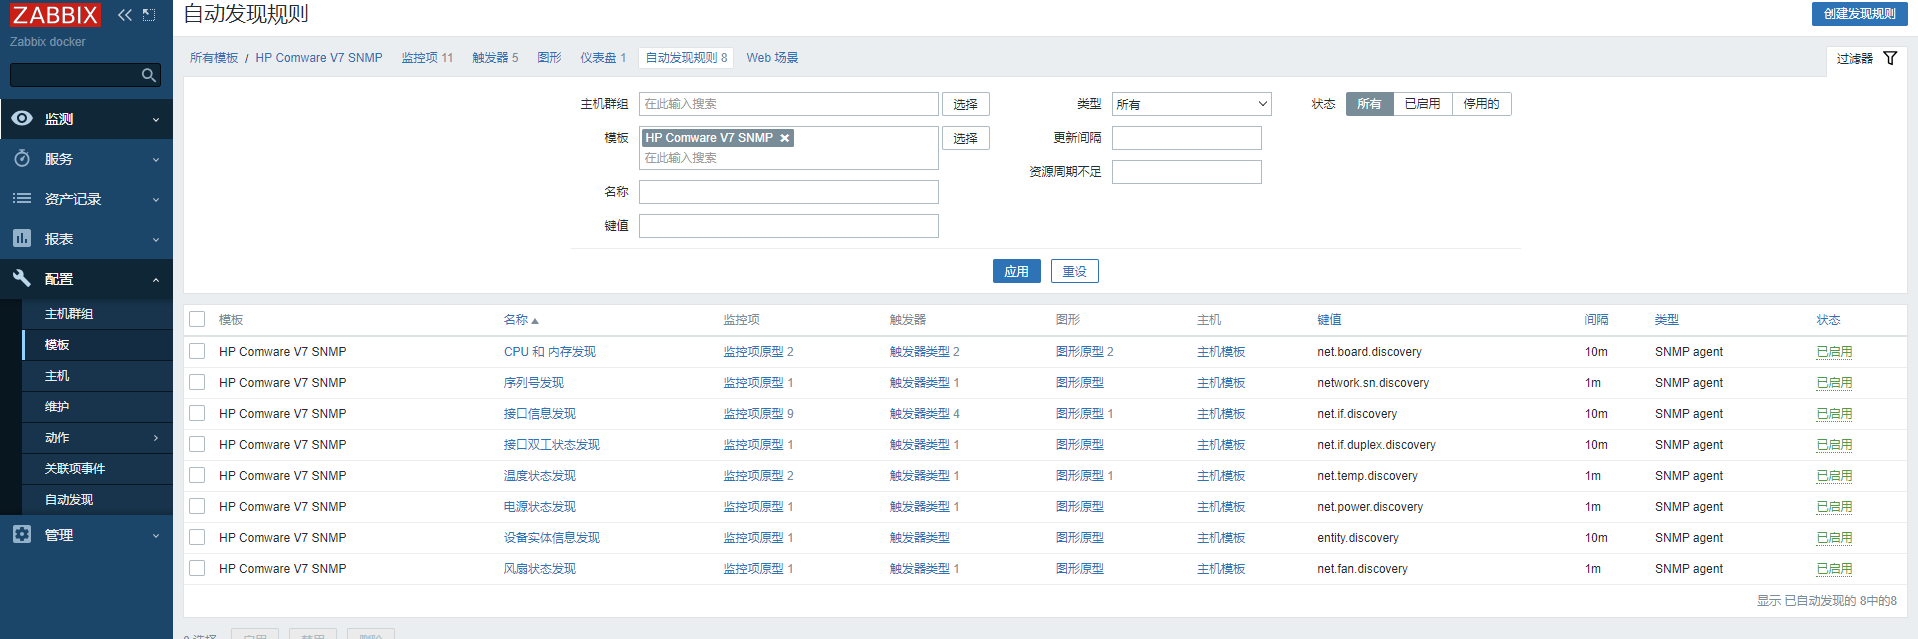 ZABBIX
Zabbix docker
监测
服务
资产记录
报表
配置
主机群组
模板
主机
维护
动作
关联项事件
自动发现
管理
自动发现规则
创建发现规则
所有模板 / HP Comware V7 SNMP 监控项 11 触发器 5 图形 仪表盘 1 自动发现规则 8 Web 场景
过滤器
主机群组 在此输入搜索 选择 类型 所有 状态 所有 已启用 停用的
模板 HP Comware V7 SNMP 选择 更新间隔
在此输入搜索
资源周期不足
名称
键值
应用 重设
模板 名称 监控项 触发器 图形 主机 键值 间隔 类型 状态
HP Comware V7 SNMP CPU 和 内存发现 监控项原型 2 触发器类型 2 图形原型 2 主机模板 net.board.discovery 10m SNMP agent 已启用
HP Comware V7 SNMP 序列号发现 监控项原型 1 触发器类型 1 图形原型 主机模板 network.sn.discovery 1m SNMP agent 已启用
HP Comware V7 SNMP 接口信息发现 监控项原型 9 触发器类型 4 图形原型 1 主机模板 net.if.discovery 10m SNMP agent 已启用
HP Comware V7 SNMP 接口双工状态发现 监控项原型 1 触发器类型 1 图形原型 主机模板 net.if.duplex.discovery 10m SNMP agent 已启用
HP Comware V7 SNMP 温度状态发现 监控项原型 2 触发器类型 1 图形原型 1 主机模板 net.temp.discovery 1m SNMP agent 已启用
HP Comware V7 SNMP 电源状态发现 监控项原型 1 触发器类型 1 图形原型 主机模板 net.power.discovery 1m SNMP agent 已启用
HP Comware V7 SNMP 设备实体信息发现 监控项原型 1 触发器类型 图形原型 主机模板 entity.discovery 10m SNMP agent 已启用
HP Comware V7 SNMP 风扇状态发现 监控项原型 1 触发器类型 1 图形原型 主机模板 net.fan.discovery 1m SNMP agent 已启用
显示 已自动发现的 8中的8